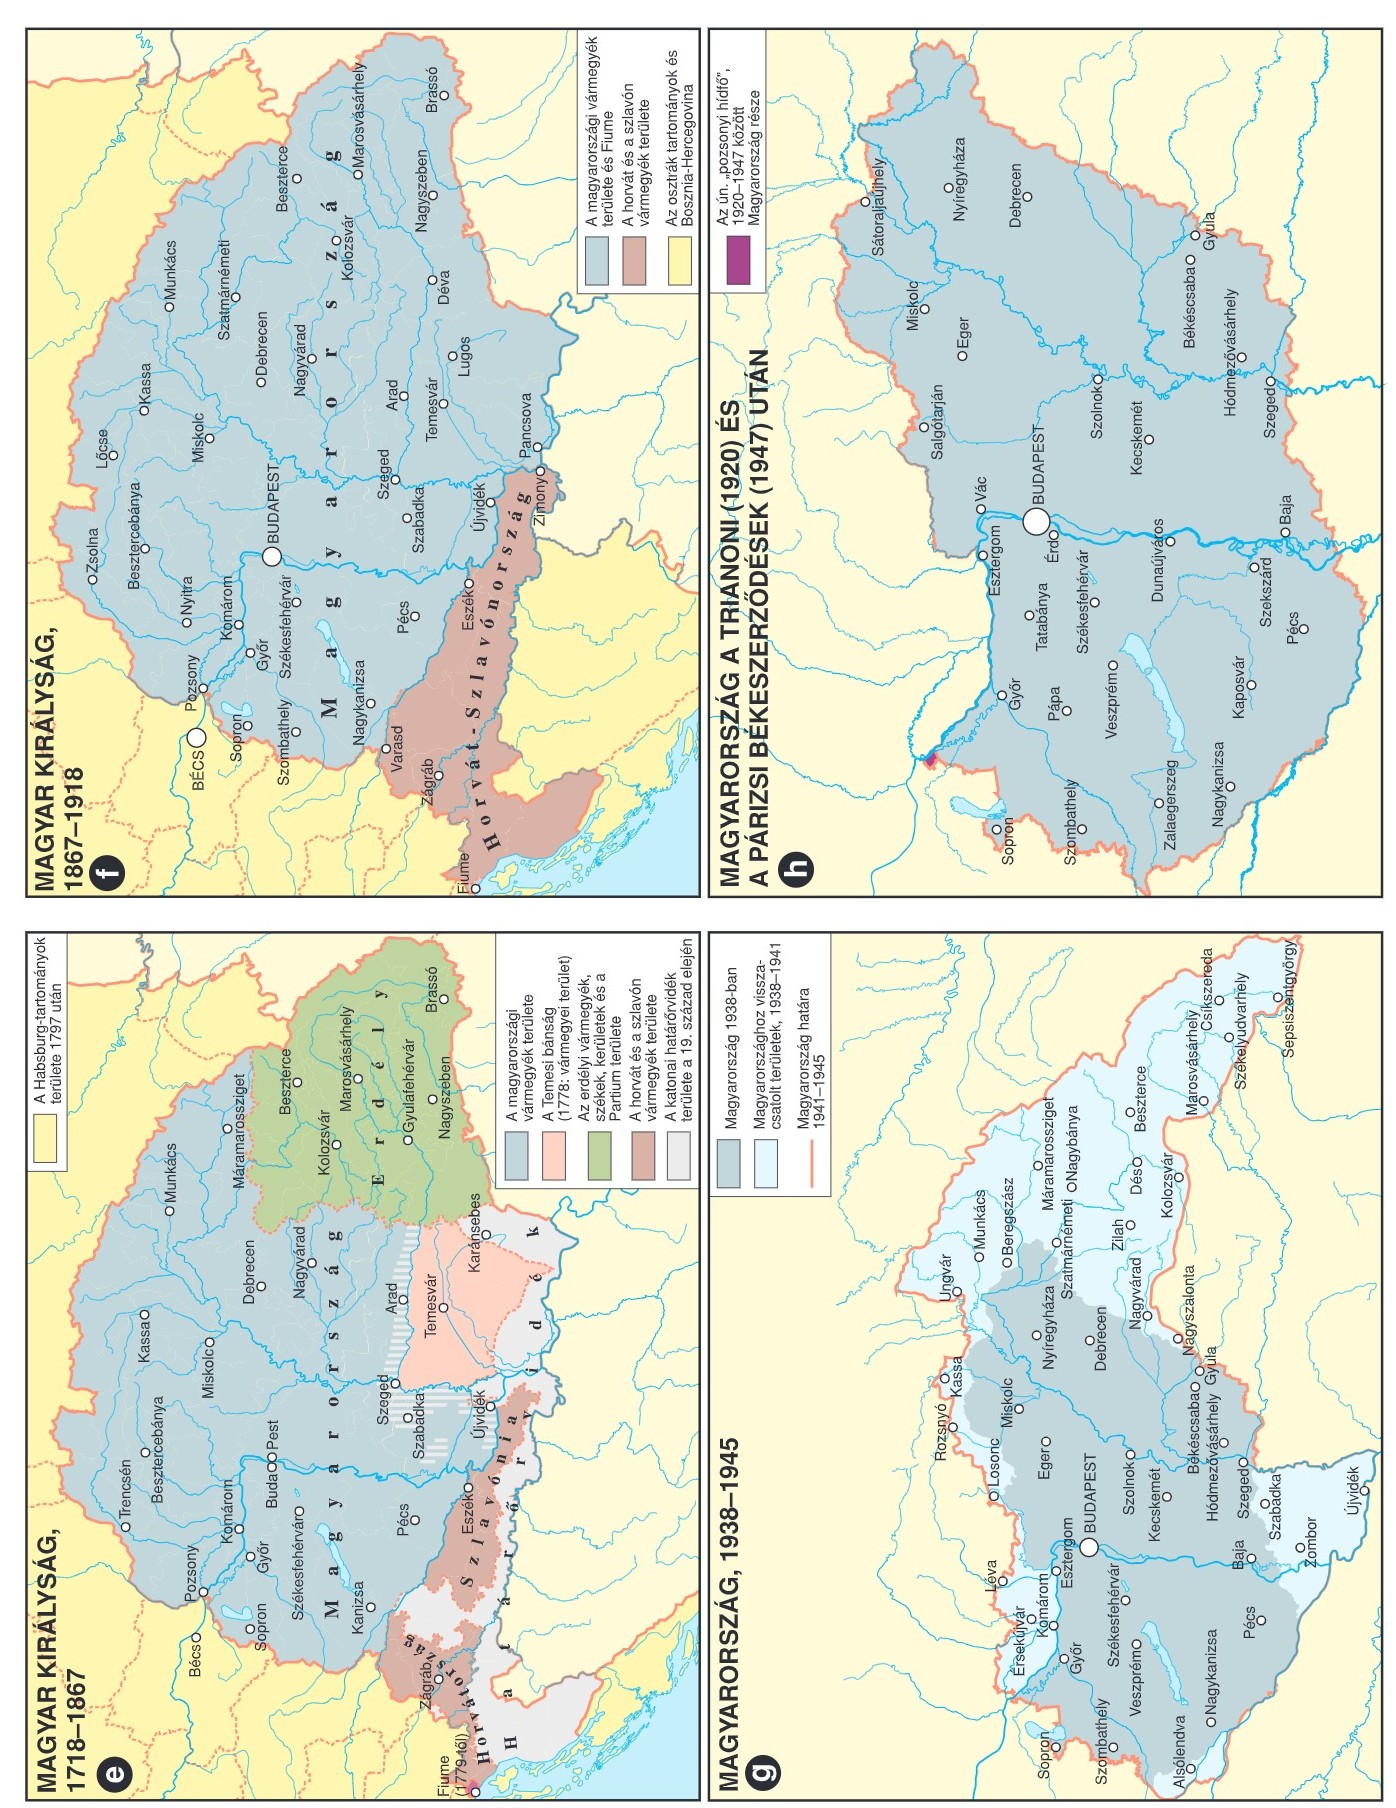 MAGYAR KIRÁLYSÁG,
1718–1867
e
A Habsburg-tartományok
területe 1797 után
Bécs
Pozsony
Trencsén
Besztercebánya
Kassa
Munkács
Máramarossziget
Sopron
Győr
Komárom
Buda
Pest
Miskolc
Debrecen
Székesfehérvár
Nagyvárad
Kanizsa
Pécs
Szeged
Szabadka
Arad
Temesvár
Karánsebes
Újvidék
Eszék
Zágráb
Fiume
(1779-től)
Beszterce
Kolozsvár
Marosvásárhely
Gyulafehérvár
Nagyszeben
Brassó
Magyarország
Erdély
Horvátország
Szlavónia
Határőrvidék
A magyarországi
vármegyék területe
A Temesi bánság
(1778: vármegyei terület)
Az erdélyi vármegyék,
székek, kerületek és a
Partium területe
A horvát és a szlavón
vármegyék területe
A katonai határőrvidék
területe a 19. század elején
MAGYAR KIRÁLYSÁG,
1867–1918
f
BÉCS
Pozsony
Nyitra
Zsolna
Besztercebánya
Lőcse
Kassa
Munkács
Sopron
Győr
Komárom
BUDAPEST
Miskolc
Szatmárnémeti
Debrecen
Szombathely
Székesfehérvár
Nagyvárad
Beszterce
Nagykanizsa
Kolozsvár
Marosvásárhely
Pécs
Szeged
Szabadka
Arad
Temesvár
Lugos
Déva
Nagyszeben
Brassó
Varasd
Zágráb
Eszék
Újvidék
Zimony
Pancsova
Fiume
Magyarország
Horvát-Szlavónország
A magyarországi vármegyék
területe és Fiume
A horvát és a szlavón
vármegyék területe
Az osztrák tartományok és
Bosznia-Hercegovina
MAGYARORSZÁG, 1938–1945
g
Magyarország 1938-ban
Magyarországhoz vissza-
csatolt területek, 1938–1941
Magyarország határa
1941–1945
Ungvár
Munkács
Beregszász
Kassa
Rozsnyó
Losonc
Léva
Érsekújvár
Komárom
Esztergom
Győr
Sopron
Szombathely
Veszprém
Székesfehérvár
BUDAPEST
Eger
Miskolc
Nyíregyháza
Debrecen
Szatmárnémeti
Máramarossziget
Nagybánya
Zilah
Dés
Beszterce
Kolozsvár
Marosvásárhely
Csíkszereda
Székelyudvarhely
Sepsiszentgyörgy
Nagyvárad
Nagyszalonta
Gyula
Békéscsaba
Hódmezővásárhely
Szolnok
Kecskemét
Szeged
Szabadka
Baja
Zombor
Újvidék
Pécs
Nagykanizsa
Alsólendva
MAGYARORSZÁG A TRIANONI (1920) ÉS
A PÁRIZSI BÉKESZERZŐDÉSEK (1947) UTÁN
h
Az ún. „pozsonyi hídfő”,
1920–1947 között
Magyarország része
Sátoraljaújhely
Miskolc
Nyíregyháza
Salgótarján
Eger
Debrecen
Vác
Esztergom
BUDAPEST
Érd
Győr
Tatabánya
Sopron
Pápa
Székesfehérvár
Szolnok
Szombathely
Veszprém
Kecskemét
Dunaújváros
Zalaegerszeg
Békéscsaba
Gyula
Hódmezővásárhely
Nagykanizsa
Kaposvár
Szekszárd
Baja
Szeged
Pécs